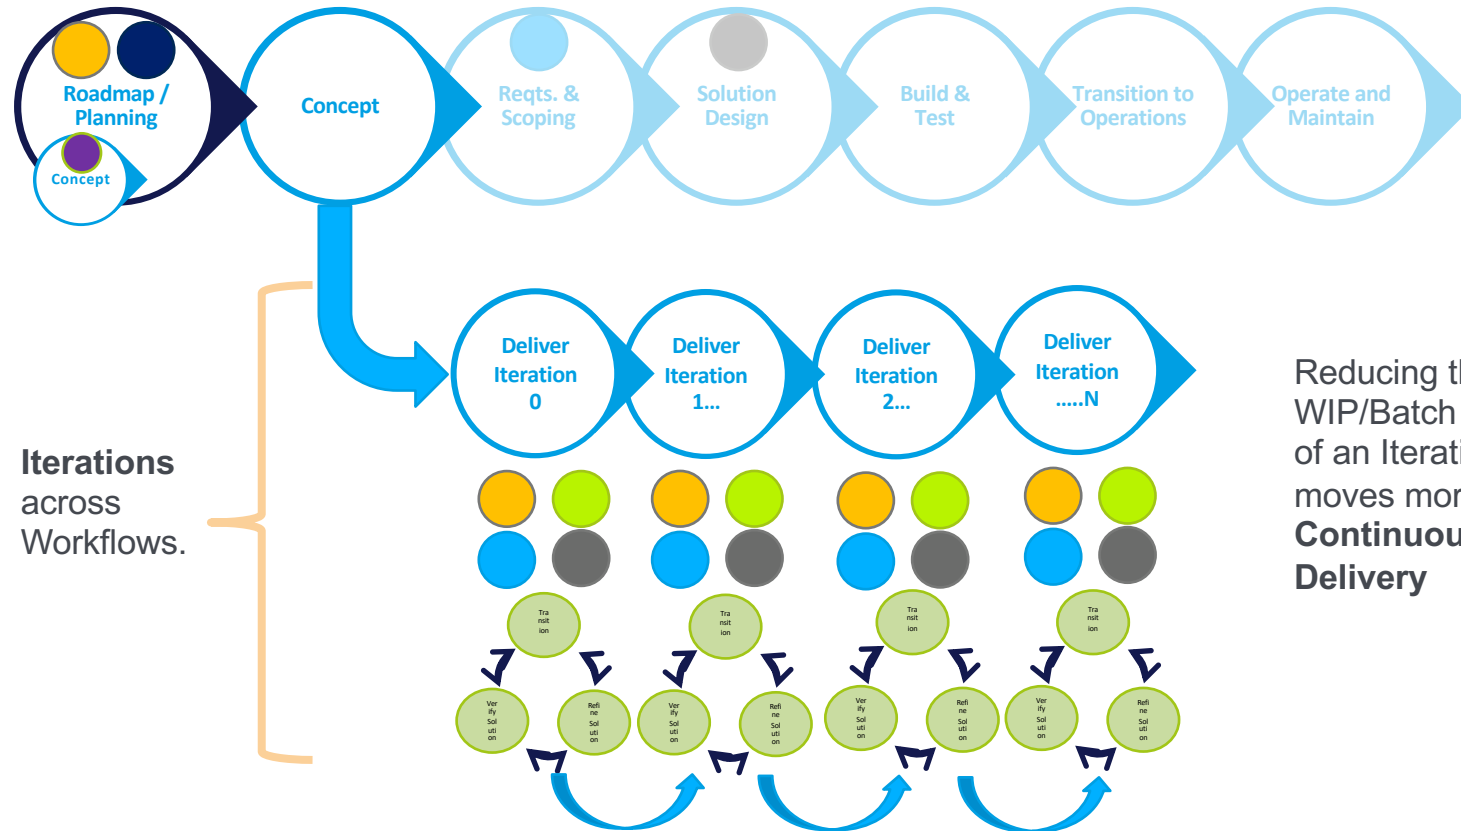 Roadmap /
Planning
Concept
Concept
Reqts. &
Scoping
Solution
Design
Build &
Test
Transition to
Operations
Operate and
Maintain
Iterations
across
Workflows.
Deliver
Iteration
0
Deliver
Iteration
1...
Deliver
Iteration
2...
Deliver
Iteration
.....N
Reducing
WIP/Batch
of an
moves
Delivery
Tra
nsit
ion
Ver
ify
Sol
uti
on
Refi
ne
Sol
uti
on
Tra
nsit
ion
Ver
ify
Sol
uti
on
Refi
ne
Sol
uti
on
Tra
nsit
ion
Ver
ify
Sol
uti
on
Refi
ne
Sol
uti
on
Tra
nsit
ion
Ver
ify
Sol
uti
on
Refi
ne
Sol
uti
on